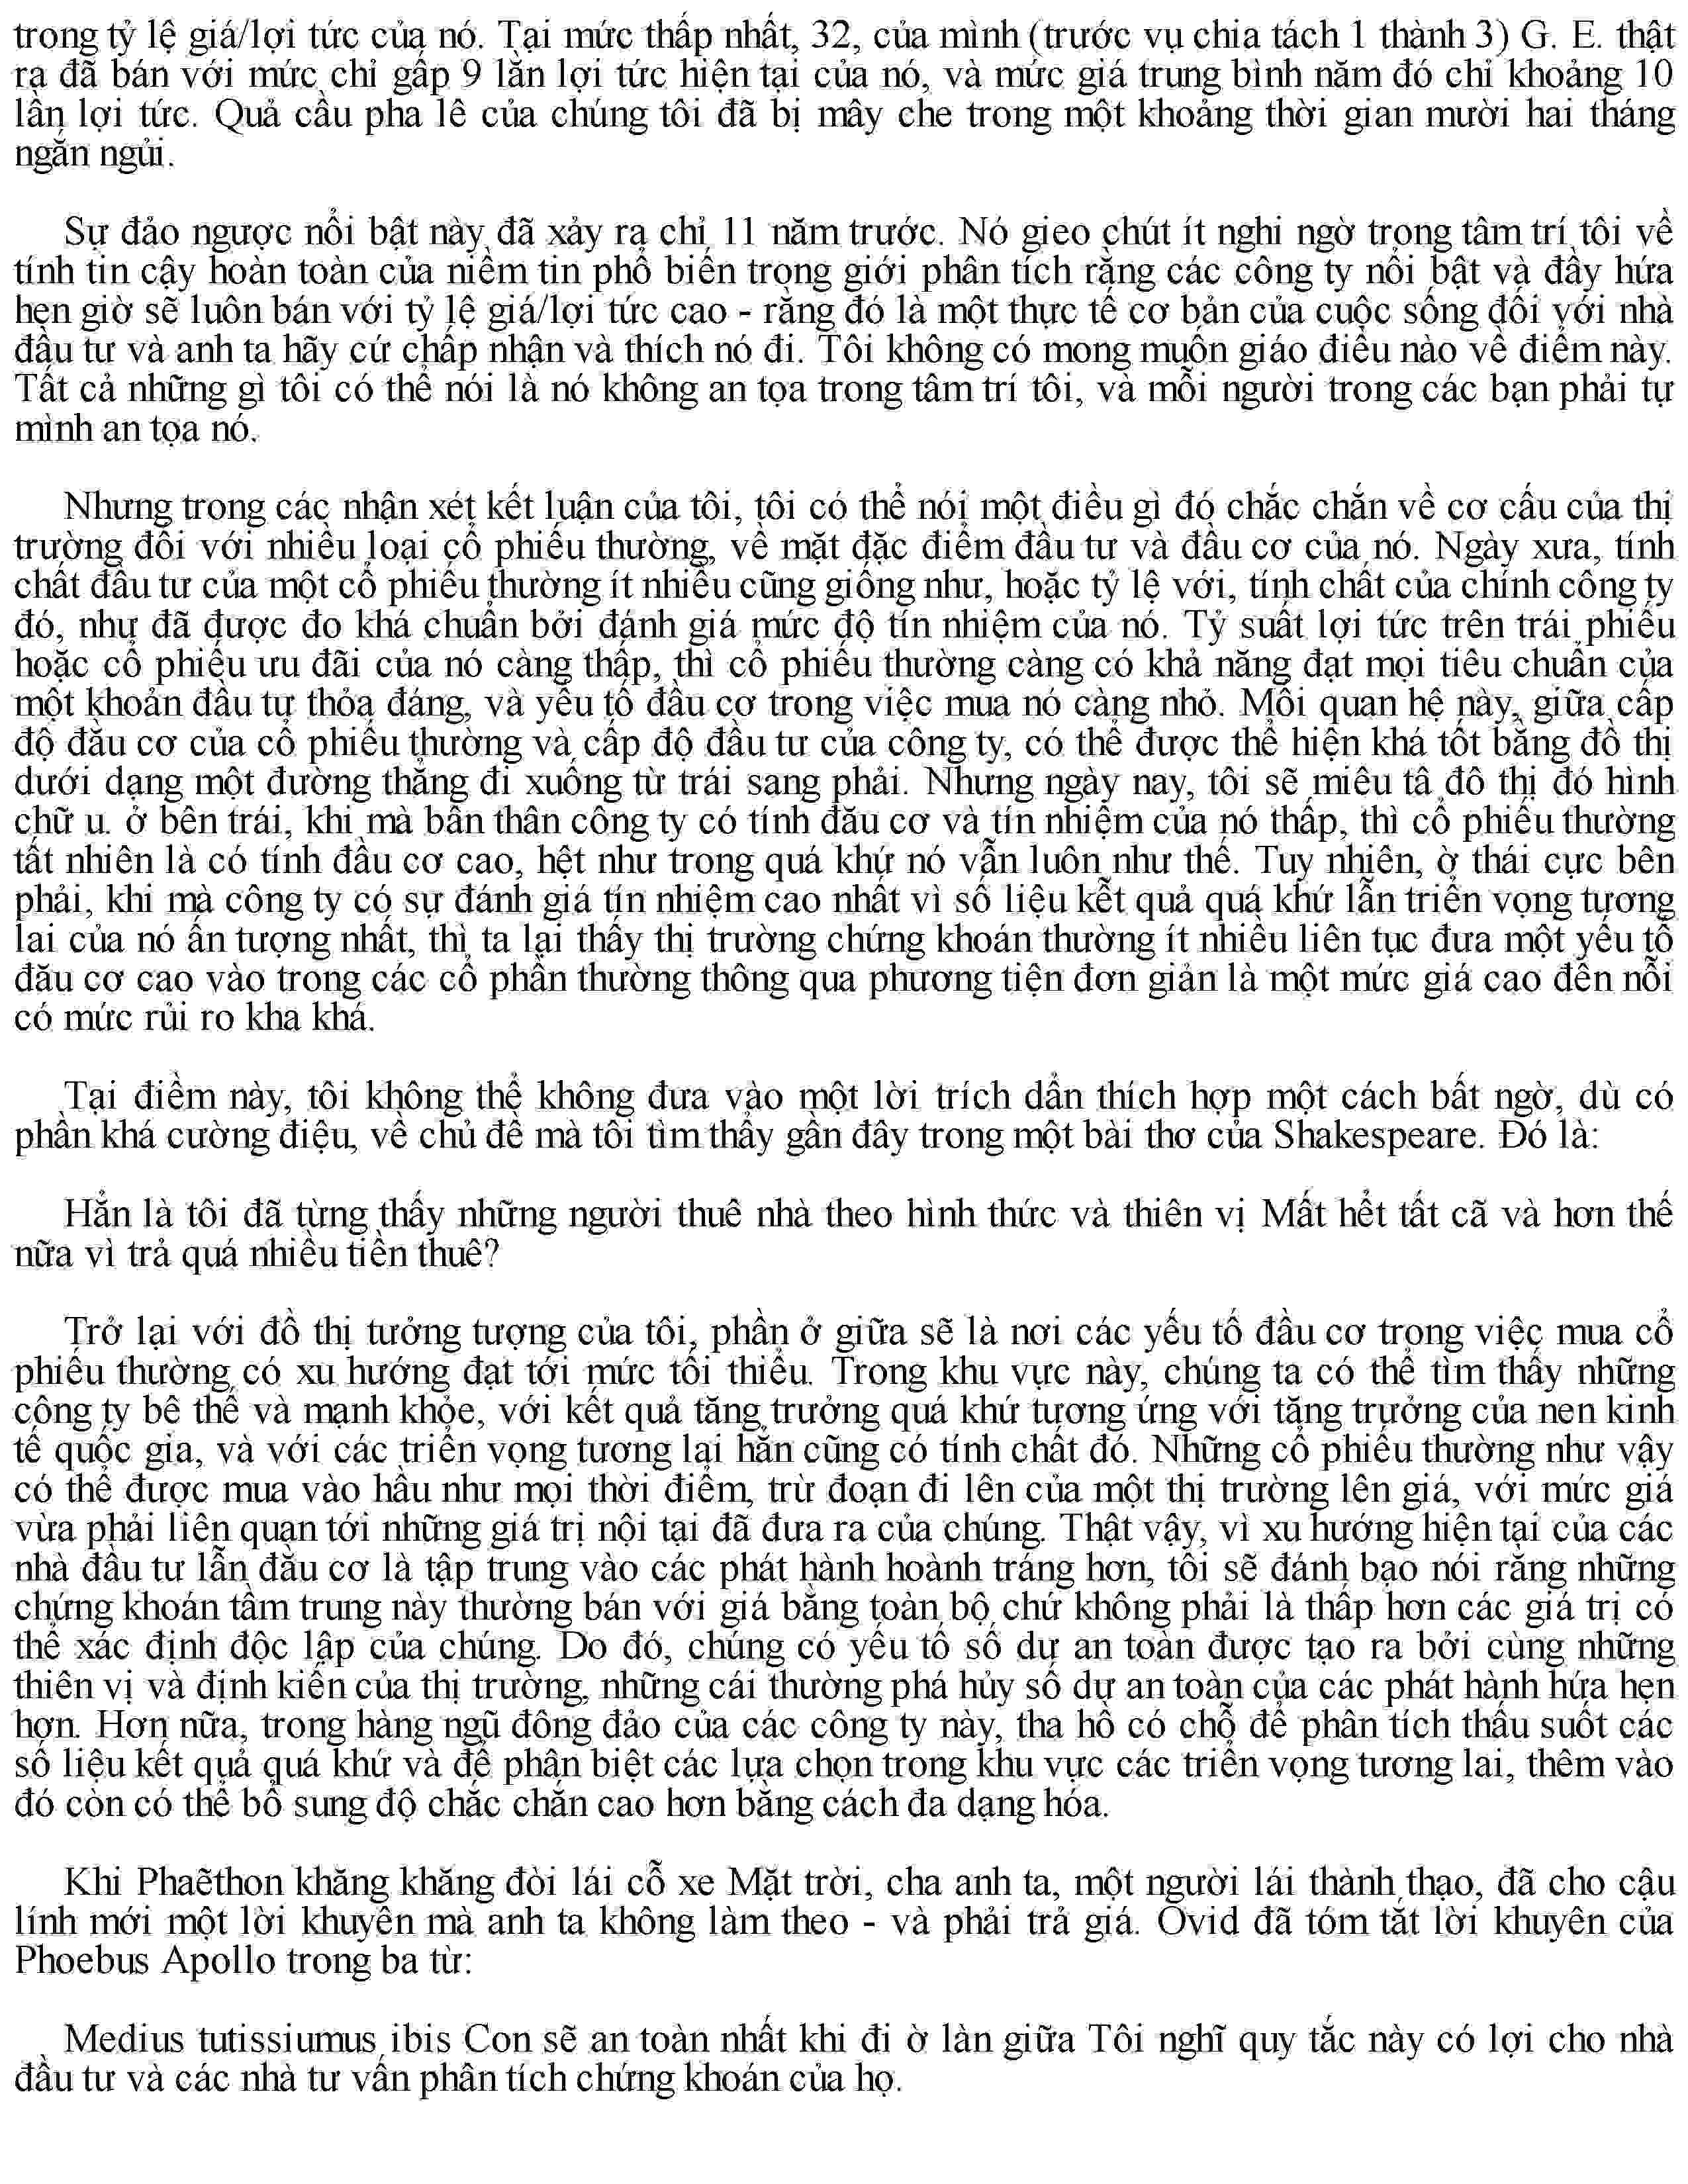 trong tỷ lệ giá/lợi tức của nó. Tại mức thấp nhất, 32, của mình (trước vụ chia tách 1 thành 3) G. E. thật
ra đã bán với mức chỉ gấp 9 lần lợi tức hiện tại của nó, và mức giá trung bình năm đó chỉ khoảng 10
lần lợi tức. Quả cầu pha lê của chúng tôi đã bị mây che trong một khoảng thời gian mười hai tháng
ngắn ngủi.
Sự đảo ngược nổi bật này đã xảy ra chỉ 11 năm trước. Nó gieo chút ít nghi ngờ trong tâm trí tôi về
tính tin cậy hoàn toàn của niềm tin phổ biến trong giới phân tích rằng các công ty nổi bật và đầy hứa
hẹn giờ sẽ luôn bán với tỷ lệ giá/lợi tức cao - rằng đó là một thực tế cơ bản của cuộc sống đối với nhà
đầu tư và anh ta hãy cứ chấp nhận và thích nó đi. Tôi không có mong muốn giáo điều nào về điểm này.
Tất cả những gì tôi có thể nói là nó không an tọa trong tâm trí tôi, và mỗi người trong các bạn phải tự
mình an tọa nó.
Nhưng trong các nhận xét kết luận của tôi, tôi có thể nói một điều gì đó chắc chắn về cơ cấu của thị
trường đối với nhiều loại cổ phiếu thường, về mặt đặc điểm đầu tư và đầu cơ của nó. Ngày xưa, tính
chất đầu tư của một cổ phiếu thường ít nhiều cũng giống như, hoặc tỷ lệ với, tính chất của chính công ty
đó, như đã được đo khá chuẩn bởi đánh giá mức độ tín nhiệm của nó. Tỷ suất lợi tức trên trái phiếu
hoặc cổ phiếu ưu đãi của nó càng thấp, thì cổ phiếu thường càng có khả năng đạt mọi tiêu chuẩn của
một khoản đầu tư thỏa đáng, và yếu tố đầu cơ trong việc mua nó càng nhỏ. Mối quan hệ này, giữa cấp
độ đầu cơ của cổ phiếu thường và cấp độ đầu tư của công ty, có thể được thể hiện khá tốt bằng đồ thị
dưới dạng một đường thẳng đi xuống từ trái sang phải. Nhưng ngày nay, tôi sẽ miêu tâ đô thị đó hình
chữ u. ở bên trái, khi mà bân thân công ty có tính đầu cơ và tín nhiệm của nó thấp, thì cổ phiếu thường
tất nhiên là có tính đầu cơ cao, hệt như trong quá khứ nó vẫn luôn như thế. Tuy nhiên, ờ thái cực bên
phải, khi mà công ty có sự đánh giá tín nhiệm cao nhất vì số liệu kết quả quá khứ lẫn triển vọng tương
lai của nó ấn tượng nhất, thì ta lại thấy thị trường chứng khoán thường ít nhiều liên tục đưa một yếu tố
đầu cơ cao vào trong các cổ phần thường thông qua phương tiện đơn giản là một mức giá cao đến nỗi
có mức rủi ro kha khá.
Tại điềm này, tôi không thể không đưa vào một lời trích dẫn thích hợp một cách bất ngờ, dù có
phần khá cường điệu, về chủ đề mà tôi tìm thấy gần đây trong một bài thơ của Shakespeare. Đó là:
Hẳn là tôi đã từng thấy những người thuê nhà theo hình thức và thiên vị Mất hết tất cã và hơn thế
nữa vì trả quá nhiều tiền thuê?
Trở lại với đồ thị tưởng tượng của tôi, phần ở giữa sẽ là nơi các yếu tố đầu cơ trong việc mua cổ
phiếu thường có xu hướng đạt tới mức tối thiểu. Trong khu vực này, chúng ta có thể tìm thấy những
công ty bê thế và mạnh khỏe, với kết quả tăng trưởng quá khứ tương ứng với tăng trưởng của nen kinh
tế quốc gia, và với các triển vọng tương lai hẳn cũng có tính chất đó. Những cổ phiếu thường như vậy
có thể được mua vào hầu như mọi thời điểm, trừ đoạn đi lên của một thị trường lên giá, với mức giá
vừa phải liên quan tới những giá trị nội tại đã đưa ra của chúng. Thật vậy, vì xu hướng hiện tại của các
nhà đầu tư lẫn đầu cơ là tập trung vào các phát hành hoành tráng hơn, tôi sẽ đánh bạo nói rằng những
chứng khoán tầm trung này thường bán với giá bằng toàn bộ chứ không phải là thấp hơn các giá trị có
thể xác định độc lập của chúng. Do đó, chúng có yếu tố số dư an toàn được tạo ra bởi cùng những
thiên vị và định kiến của thị trường, những cái thường phá hủy số dư an toàn của các phát hành hứa hẹn
hơn. Hơn nữa, trong hàng ngũ đông đảo của các công ty này, tha hồ có chỗ để phân tích thấu suốt các
số liệu kết quả quá khứ và để phân biệt các lựa chọn trong khu vực các triển vọng tương lai, thêm vào
đó còn có thể bổ sung độ chắc chắn cao hơn bằng cách đa dạng hóa.
Khi Phaẽthon khăng khăng đòi lái cỗ xe Mặt trời, cha anh ta, một người lái thành thạo, đã cho cậu
lính mới một lời khuyên mà anh ta không làm theo - và phải trả giá. Ovid đã tóm tắt lời khuyên của
Phoebus Apollo trong ba từ:
Medius tutissiumus ibis Con sẽ an toàn nhất khi đi ờ làn giữa Tôi nghĩ quy tắc này có lợi cho nhà
đầu tư và các nhà tư vấn phân tích chứng khoán của họ.